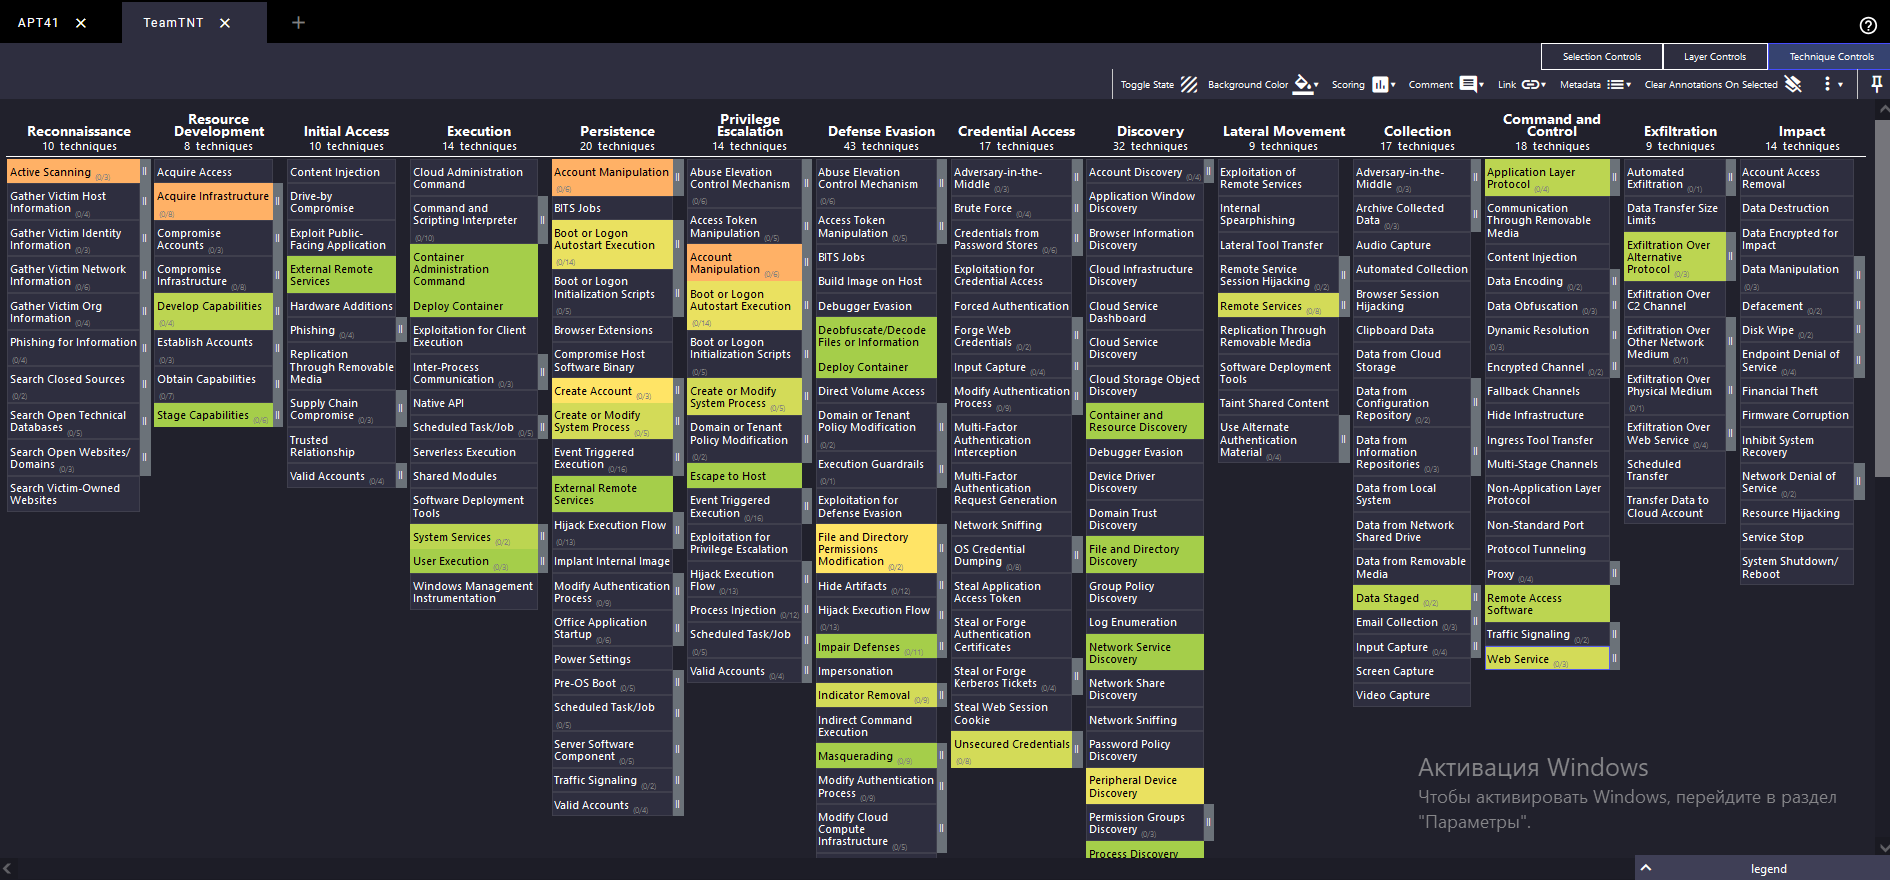 APT41
TeamTNT
Selection Controls
Layer Controls
Technique Controls
Toggle State
Background Color
Scoring
Comment
Link
Metadata
Clear Annotations On Selected
Reconnaissance
10 techniques
Active Scanning (0/3)
Gather Victim Host
Information (0/4)
Gather Victim Identity
Information (0/3)
Gather Victim Network
Information (0/6)
Gather Victim Org
Information (0/4)
Phishing for Information
(0/4)
Search Closed Sources
(0/2)
Search Open Technical
Databases (0/5)
Search Open Websites/
Domains (0/3)
Search Victim-Owned
Websites
Resource
Development
8 techniques
Acquire Access
Acquire Infrastructure
(0/8)
Compromise
Accounts (0/3)
Compromise
Infrastructure (0/8)
Develop Capabilities
(0/4)
Establish Accounts
(0/3)
Obtain Capabilities
(0/7)
Stage Capabilities (0/6)
Initial Access
10 techniques
Content Injection
Drive-by
Compromise
Exploit Public-
Facing Application
External Remote
Services
Hardware Additions
Phishing (0/4)
Replication
Through Removable
Media
Supply Chain
Compromise (0/3)
Trusted
Relationship
Valid Accounts (0/4)
Execution
14 techniques
Cloud Administration
Command
Command and
Scripting Interpreter
(0/10)
Container
Administration
Command
Deploy Container
Exploitation for Client
Execution
Inter-Process
Communication (0/3)
Native API
Scheduled Task/Job (0/5)
Serverless Execution
Shared Modules
Software Deployment
Tools
System Services (0/2)
User Execution (0/3)
Windows Management
Instrumentation
Persistence
20 techniques
Account Manipulation
(0/6)
BITS Jobs
Boot or Logon
Autostart Execution
(0/14)
Boot or Logon
Initialization Scripts
(0/5)
Browser Extensions
Compromise Host
Software Binary
Create Account (0/3)
Create or Modify
System Process (0/5)
Event Triggered
Execution (0/16)
External Remote
Services
Hijack Execution Flow
(0/13)
Implant Internal Image
Modify Authentication
Process (0/9)
Office Application
Startup (0/6)
Power Settings
Pre-OS Boot (0/5)
Scheduled Task/Job
(0/5)
Server Software
Component (0/5)
Traffic Signaling (0/2)
Valid Accounts (0/4)
Privilege
Escalation
14 techniques
Abuse Elevation
Control Mechanism
(0/6)
Access Token
Manipulation (0/5)
Account
Manipulation (0/6)
Boot or Logon
Autostart Execution
(0/14)
Boot or Logon
Initialization Scripts
(0/5)
Create or Modify
System Process (0/5)
Domain or Tenant
Policy Modification
(0/2)
Escape to Host
Event Triggered
Execution (0/16)
Exploitation for
Privilege Escalation
Hijack Execution
Flow (0/13)
Process Injection (0/12)
Scheduled Task/Job
(0/5)
Valid Accounts (0/4)
Defense Evasion
43 techniques
Abuse Elevation
Control Mechanism
(0/6)
Access Token
Manipulation (0/5)
BITS Jobs
Build Image on Host
Debugger Evasion
Deobfuscate/Decode
Files or Information
Deploy Container
Direct Volume Access
Domain or Tenant
Policy Modification
(0/2)
Execution Guardrails
(0/1)
Exploitation for
Defense Evasion
File and Directory
Permissions
Modification (0/2)
Hide Artifacts (0/12)
Hijack Execution Flow
(0/13)
Impair Defenses (0/11)
Impersonation
Indicator Removal (0/9)
Indirect Command
Execution
Masquerading (0/9)
Modify Authentication
Process (0/9)
Modify Cloud
Compute
Infrastructure (0/5)
Credential Access
17 techniques
Adversary-in-the-
Middle (0/3)
Brute Force (0/4)
Credentials from
Password Stores (0/6)
Exploitation for
Credential Access
Forced Authentication
Forge Web
Credentials (0/2)
Input Capture (0/4)
Modify Authentication
Process (0/9)
Multi-Factor
Authentication
Interception
Multi-Factor
Authentication
Request Generation
Network Sniffing
OS Credential
Dumping (0/8)
Steal Application
Access Token
Steal or Forge
Authentication
Certificates
Steal or Forge
Kerberos Tickets (0/4)
Steal Web Session
Cookie
Unsecured Credentials
(0/8)
Discovery
32 techniques
Account Discovery (0/4)
Application Window
Discovery
Browser Information
Discovery
Cloud Infrastructure
Discovery
Cloud Service
Dashboard
Cloud Service
Discovery
Cloud Storage Object
Discovery
Container and
Resource Discovery
Debugger Evasion
Device Driver
Discovery
Domain Trust
Discovery
File and Directory
Discovery
Group Policy
Discovery
Log Enumeration
Network Service
Discovery
Network Share
Discovery
Network Sniffing
Password Policy
Discovery
Peripheral Device
Discovery
Permission Groups
Discovery (0/3)
Process Discovery
Lateral Movement
9 techniques
Exploitation of
Remote Services
Internal
Spearphishing
Lateral Tool Transfer
Remote Service
Session Hijacking (0/2)
Remote Services (0/8)
Replication Through
Removable Media
Software Deployment
Tools
Taint Shared Content
Use Alternate
Authentication
Material (0/4)
Collection
17 techniques
Adversary-in-the-
Middle (0/3)
Archive Collected
Data (0/3)
Audio Capture
Automated Collection
Browser Session
Hijacking
Clipboard Data
Data from Cloud
Storage
Data from
Configuration
Repository (0/2)
Data from
Information
Repositories (0/3)
Data from Local
System
Data from Network
Shared Drive
Data from Removable
Media
Data Staged (0/2)
Email Collection (0/3)
Input Capture (0/4)
Screen Capture
Video Capture
Command and
Control
18 techniques
Application Layer
Protocol (0/4)
Communication
Through Removable
Media
Content Injection
Data Encoding (0/2)
Data Obfuscation (0/3)
Dynamic Resolution
(0/3)
Encrypted Channel (0/2)
Fallback Channels
Hide Infrastructure
Ingress Tool Transfer
Multi-Stage Channels
Non-Application Layer
Protocol
Non-Standard Port
Protocol Tunneling
Proxy (0/4)
Remote Access
Software
Traffic Signaling (0/2)
Web Service (0/3)
Exfiltration
9 techniques
Automated
Exfiltration (0/1)
Data Transfer Size
Limits
Exfiltration Over
Alternative
Protocol (0/3)
Exfiltration Over
C2 Channel
Exfiltration Over
Other Network
Medium (0/1)
Exfiltration Over
Physical Medium
(0/1)
Exfiltration Over
Web Service (0/4)
Scheduled
Transfer
Transfer Data to
Cloud Account
Impact
14 techniques
Account Access
Removal
Data Destruction
Data Encrypted for
Impact
Data Manipulation
(0/3)
Defacement (0/2)
Disk Wipe (0/2)
Endpoint Denial of
Service (0/4)
Financial Theft
Firmware Corruption
Inhibit System
Recovery
Network Denial of
Service (0/2)
Resource Hijacking
Service Stop
System Shutdown/
Reboot
Активация Windows
Чтобы активировать Windows, перейдите в раздел
"Параметры".
legend